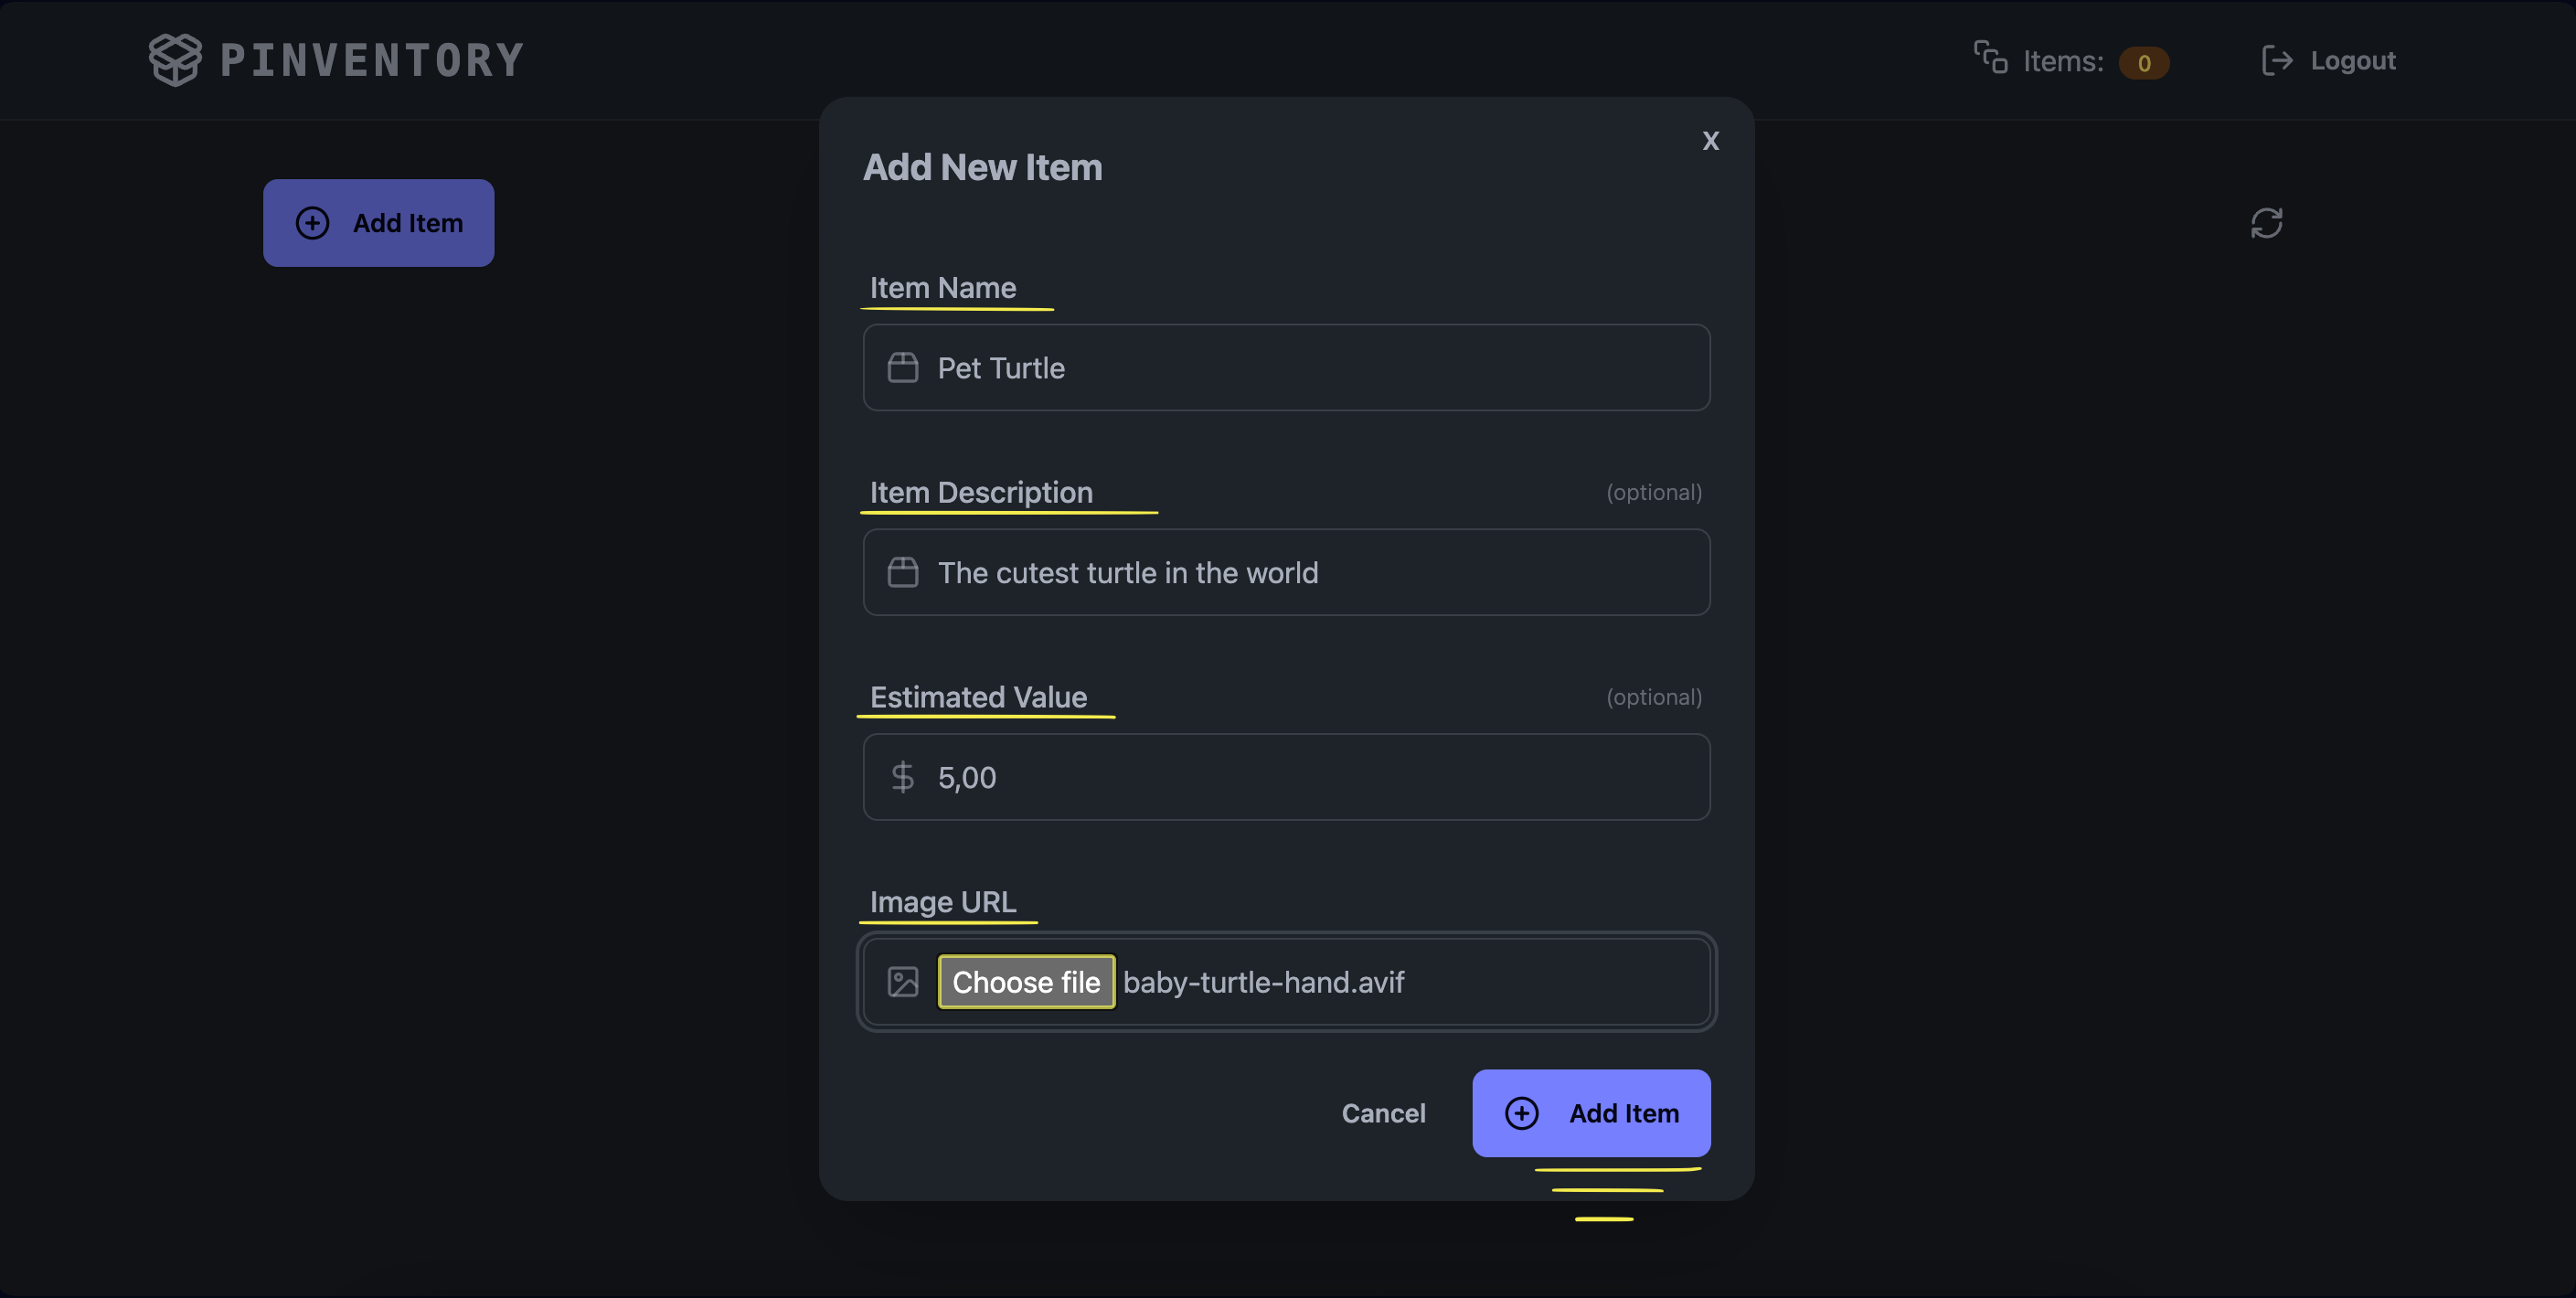 PINVENTORY
Items: 0
Logout
Add Item
X
Add New Item
Item Name
Pet Turtle
Item Description (optional)
The cutest turtle in the world
Estimated Value (optional)
$ 5,00
Image URL
Choose file baby-turtle-hand.avif
Cancel
Add Item